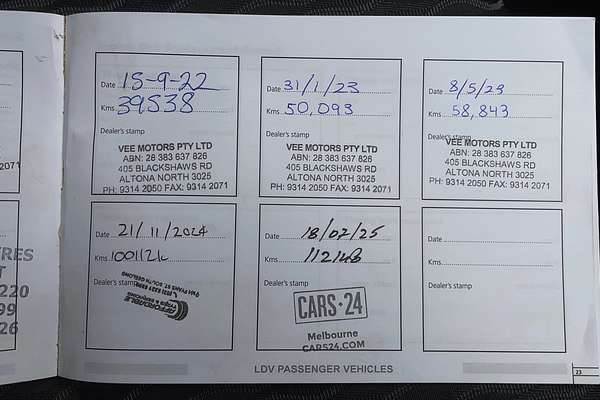 Date 15-9-22
Kms 39538
Dealer's stamp
VEE MOTORS PTY LTD
ABN: 28 383 637 826
405 BLACKSHAWS RD
ALTONA NORTH 3025
PH: 9314 2050 FAX: 9314 2071
Date 31/1/23
Kms 50,093
Dealer's stamp
VEE MOTORS PTY LTD
ABN: 28 383 637 826
405 BLACKSHAWS RD
ALTONA NORTH 3025
PH: 9314 2050 FAX: 9314 2071
Date 8/5/23
Kms 58,843
Dealer's stamp
VEE MOTORS PTY LTD
ABN: 28 383 637 826
405 BLACKSHAWS RD
ALTONA NORTH 3025
PH: 9314 2050 FAX: 9314 2071
Date 21/11/2024
Kms
Dealer's stamp
Date 18/02/25
Kms
Dealer's stamp
CARS·24
Melbourne
CARS24.COM
Date
Kms
Dealer's stamp
LDV PASSENGER VEHICLES
23
2071
RES
T
220
99
26